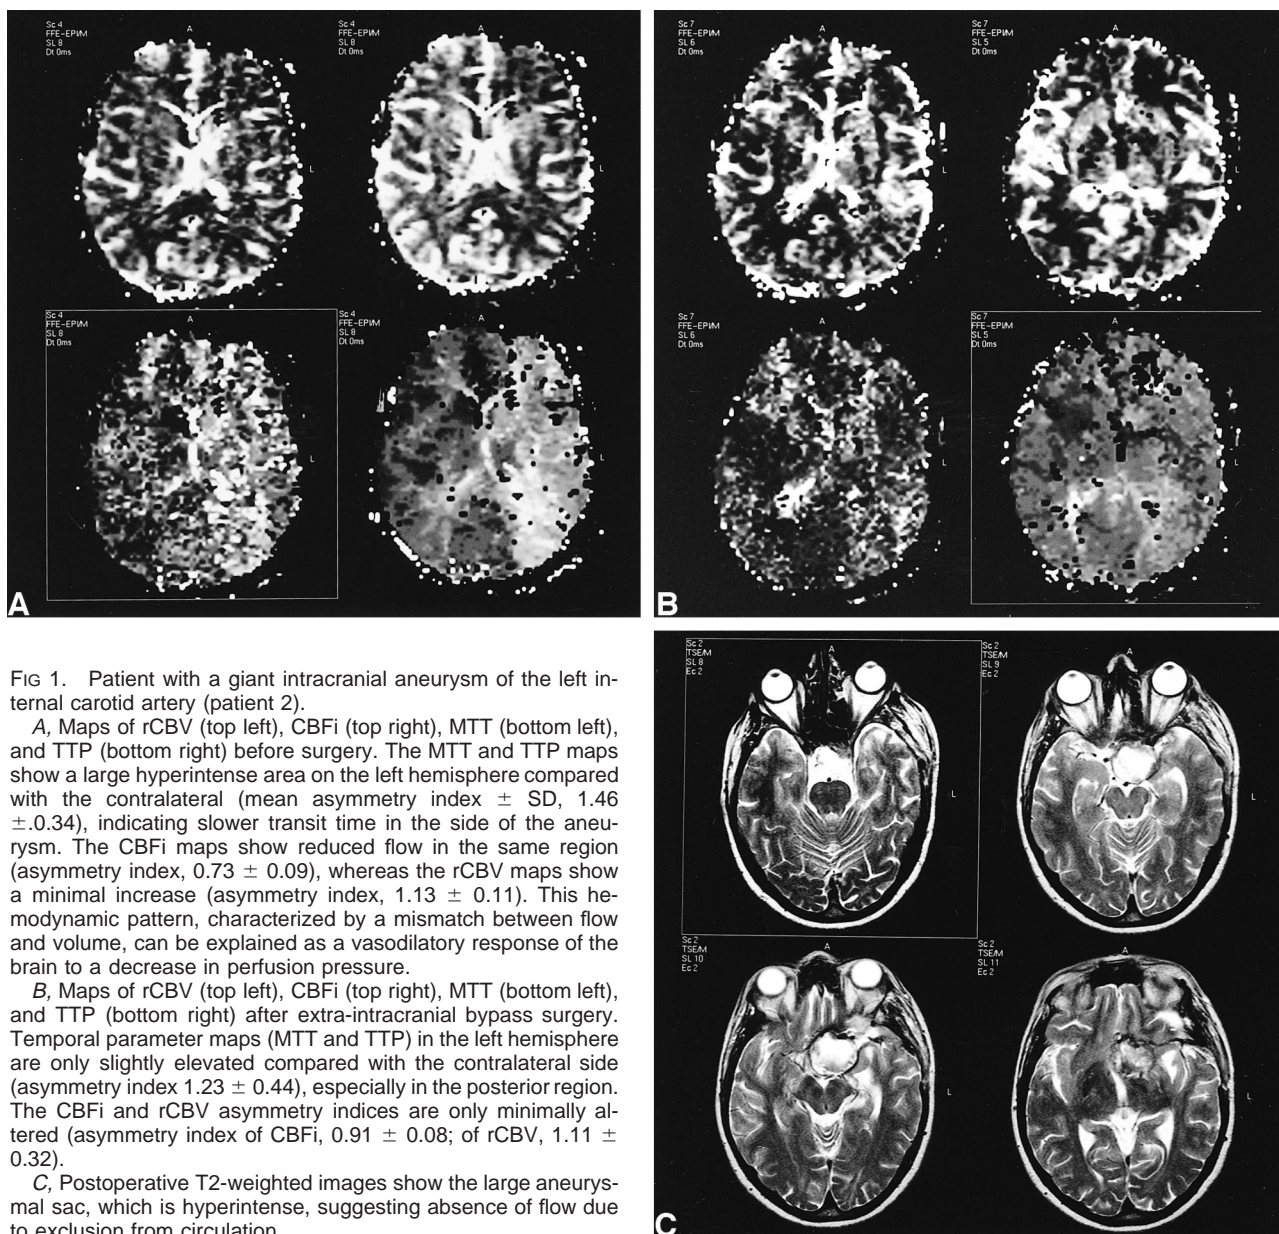 Sc 4
FFE-EPI/M
SL 8
Dt 0ms
A
L
Sc 4
FFE-EPI/M
SL 8
Dt 0ms
A
L
Sc 4
FFE-EPI/M
SL 8
Dt 0ms
A
L
Sc 4
FFE-EPI/M
SL 8
Dt 0ms
A
L
A
Sc 7
FFE-EPI/M
SL 6
Dt 0ms
A
L
Sc 7
FFE-EPI/M
SL 5
Dt 0ms
A
L
Sc 7
FFE-EPI/M
SL 6
Dt 0ms
A
L
Sc 7
FFE-EPI/M
SL 5
Dt 0ms
A
L
B
FIG 1. Patient with a giant intracranial aneurysm of the left in-
ternal carotid artery (patient 2).
A, Maps of rCBV (top left), CBFi (top right), MTT (bottom left),
and TTP (bottom right) before surgery. The MTT and TTP maps
show a large hyperintense area on the left hemisphere compared
with the contralateral (mean asymmetry index ± SD, 1.46
±.0.34), indicating slower transit time in the side of the aneu-
rysm. The CBFi maps show reduced flow in the same region
(asymmetry index, 0.73 ± 0.09), whereas the rCBV maps show
a minimal increase (asymmetry index, 1.13 ± 0.11). This he-
modynamic pattern, characterized by a mismatch between flow
and volume, can be explained as a vasodilatory response of the
brain to a decrease in perfusion pressure.
B, Maps of rCBV (top left), CBFi (top right), MTT (bottom left),
and TTP (bottom right) after extra-intracranial bypass surgery.
Temporal parameter maps (MTT and TTP) in the left hemisphere
are only slightly elevated compared with the contralateral side
(asymmetry index 1.23 ± 0.44), especially in the posterior region.
The CBFi and rCBV asymmetry indices are only minimally al-
tered (asymmetry index of CBFi, 0.91 ± 0.08; of rCBV, 1.11 ±
0.32).
C, Postoperative T2-weighted images show the large aneurys-
mal sac, which is hyperintense, suggesting absence of flow due
to exclusion from circulation.
Sc 2
TSE/M
SL 8
Ec 2
A
Sc 2
TSE/M
SL 9
Ec 2
A
L
L
Sc 2
TSE/M
SL 10
Ec 2
A
L
Sc 2
TSE/M
SL 11
Ec 2
A
L
C